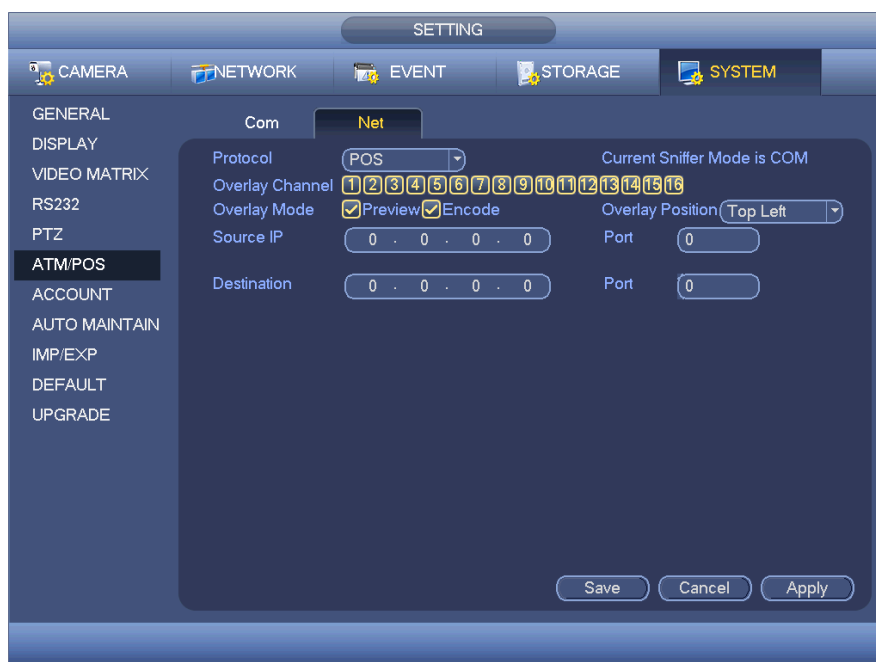 SETTING
CAMERA NETWORK EVENT STORAGE SYSTEM
GENERAL
DISPLAY
VIDEO MATRIX
RS232
PTZ
ATM/POS
ACCOUNT
AUTO MAINTAIN
IMP/EXP
DEFAULT
UPGRADE
Com Net
Protocol POS Current Sniffer Mode is COM
Overlay Channel 1 2 3 4 5 6 7 8 9 10 11 12 13 14 15 16
Overlay Mode Preview Encode Overlay Position Top Left
Source IP 0 . 0 . 0 . 0 Port 0
Destination 0 . 0 . 0 . 0 Port 0
Save Cancel Apply